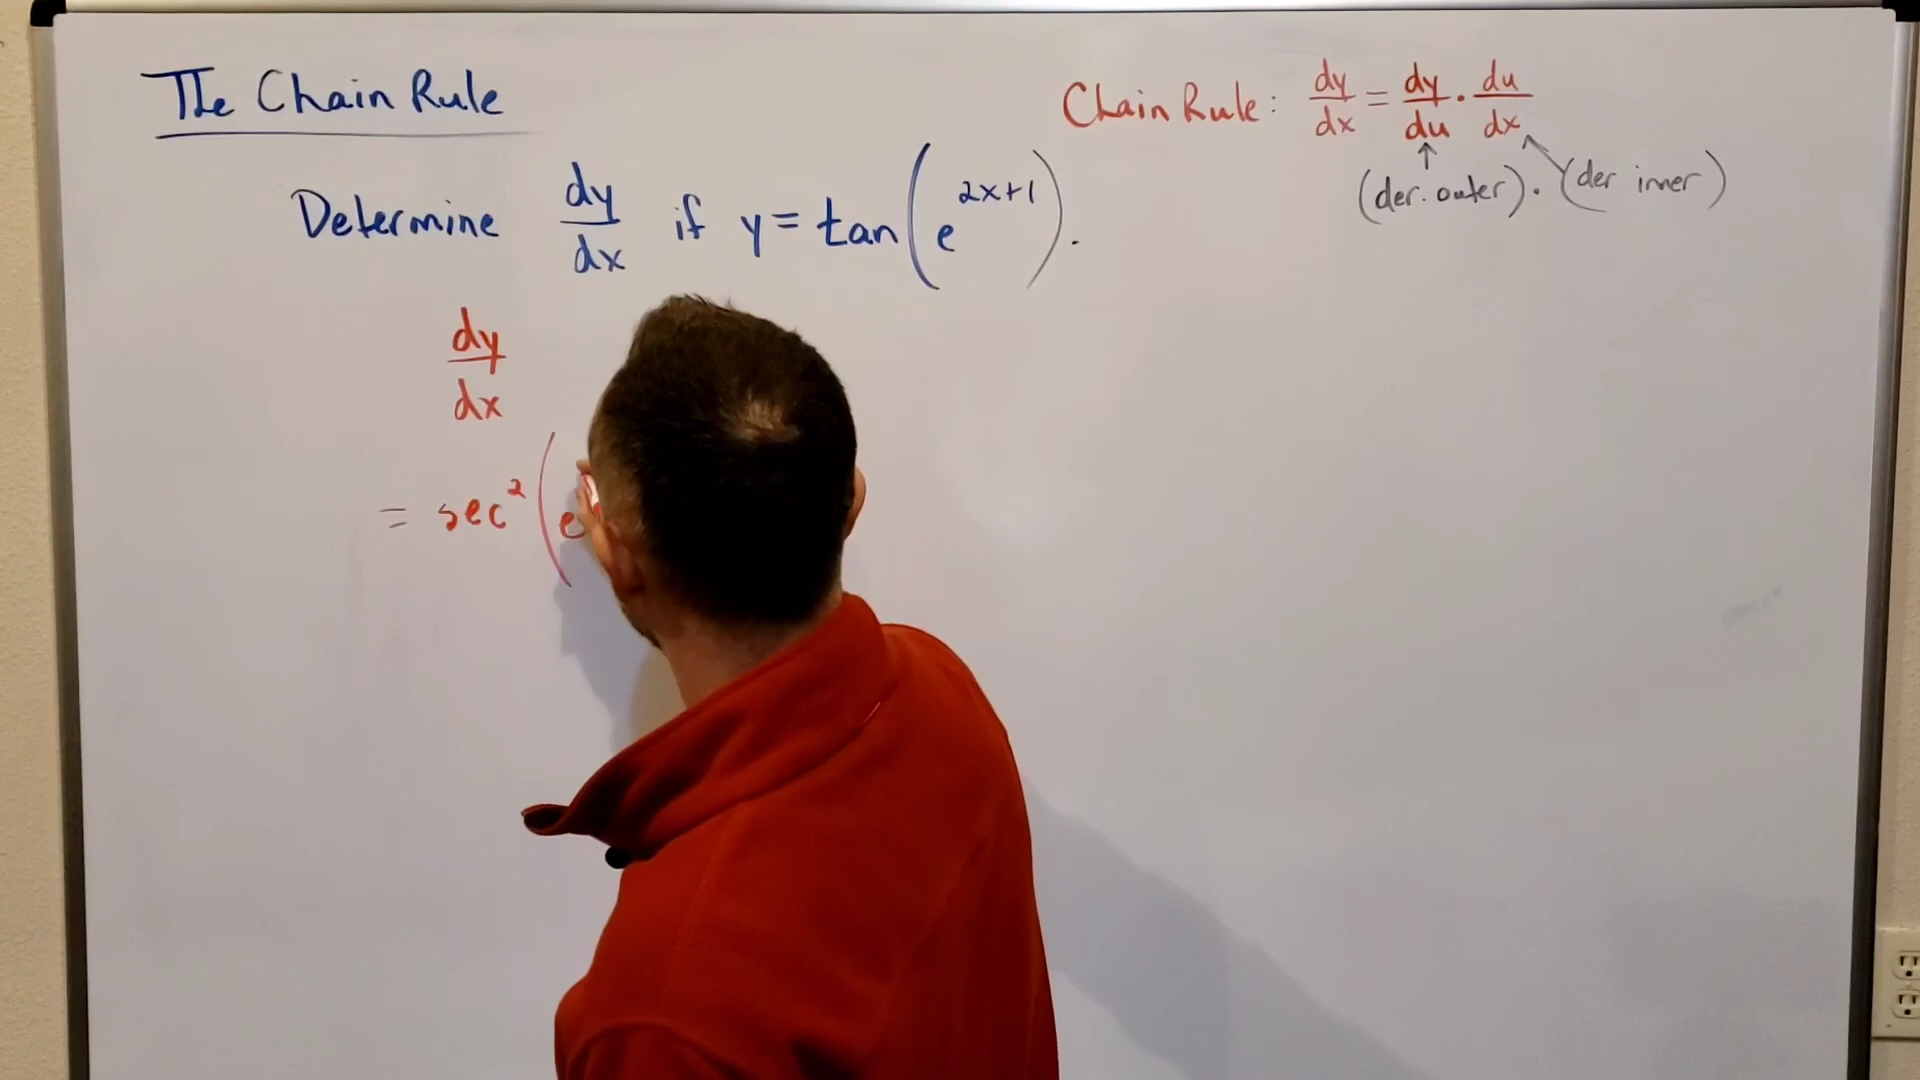 The Chain Rule
Chain Rule: dy/dx = dy/du · du/dx
(der. outer) · (der inner)
Determine dy/dx if y = tan(e^(2x+1)).
dy/dx
= sec²(e